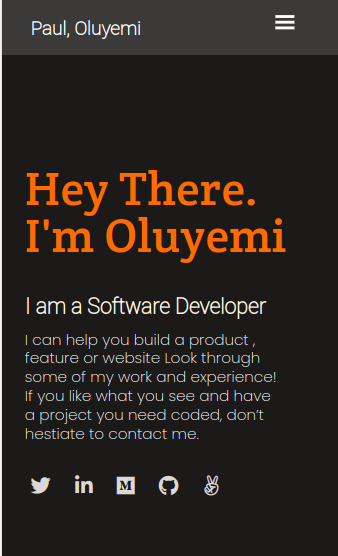 Paul, Oluyemi
Hey There.
I'm Oluyemi
I am a Software Developer
I can help you build a product ,
feature or website Look through
some of my work and experience!
If you like what you see and have
a project you need coded, don’t
hestiate to contact me.